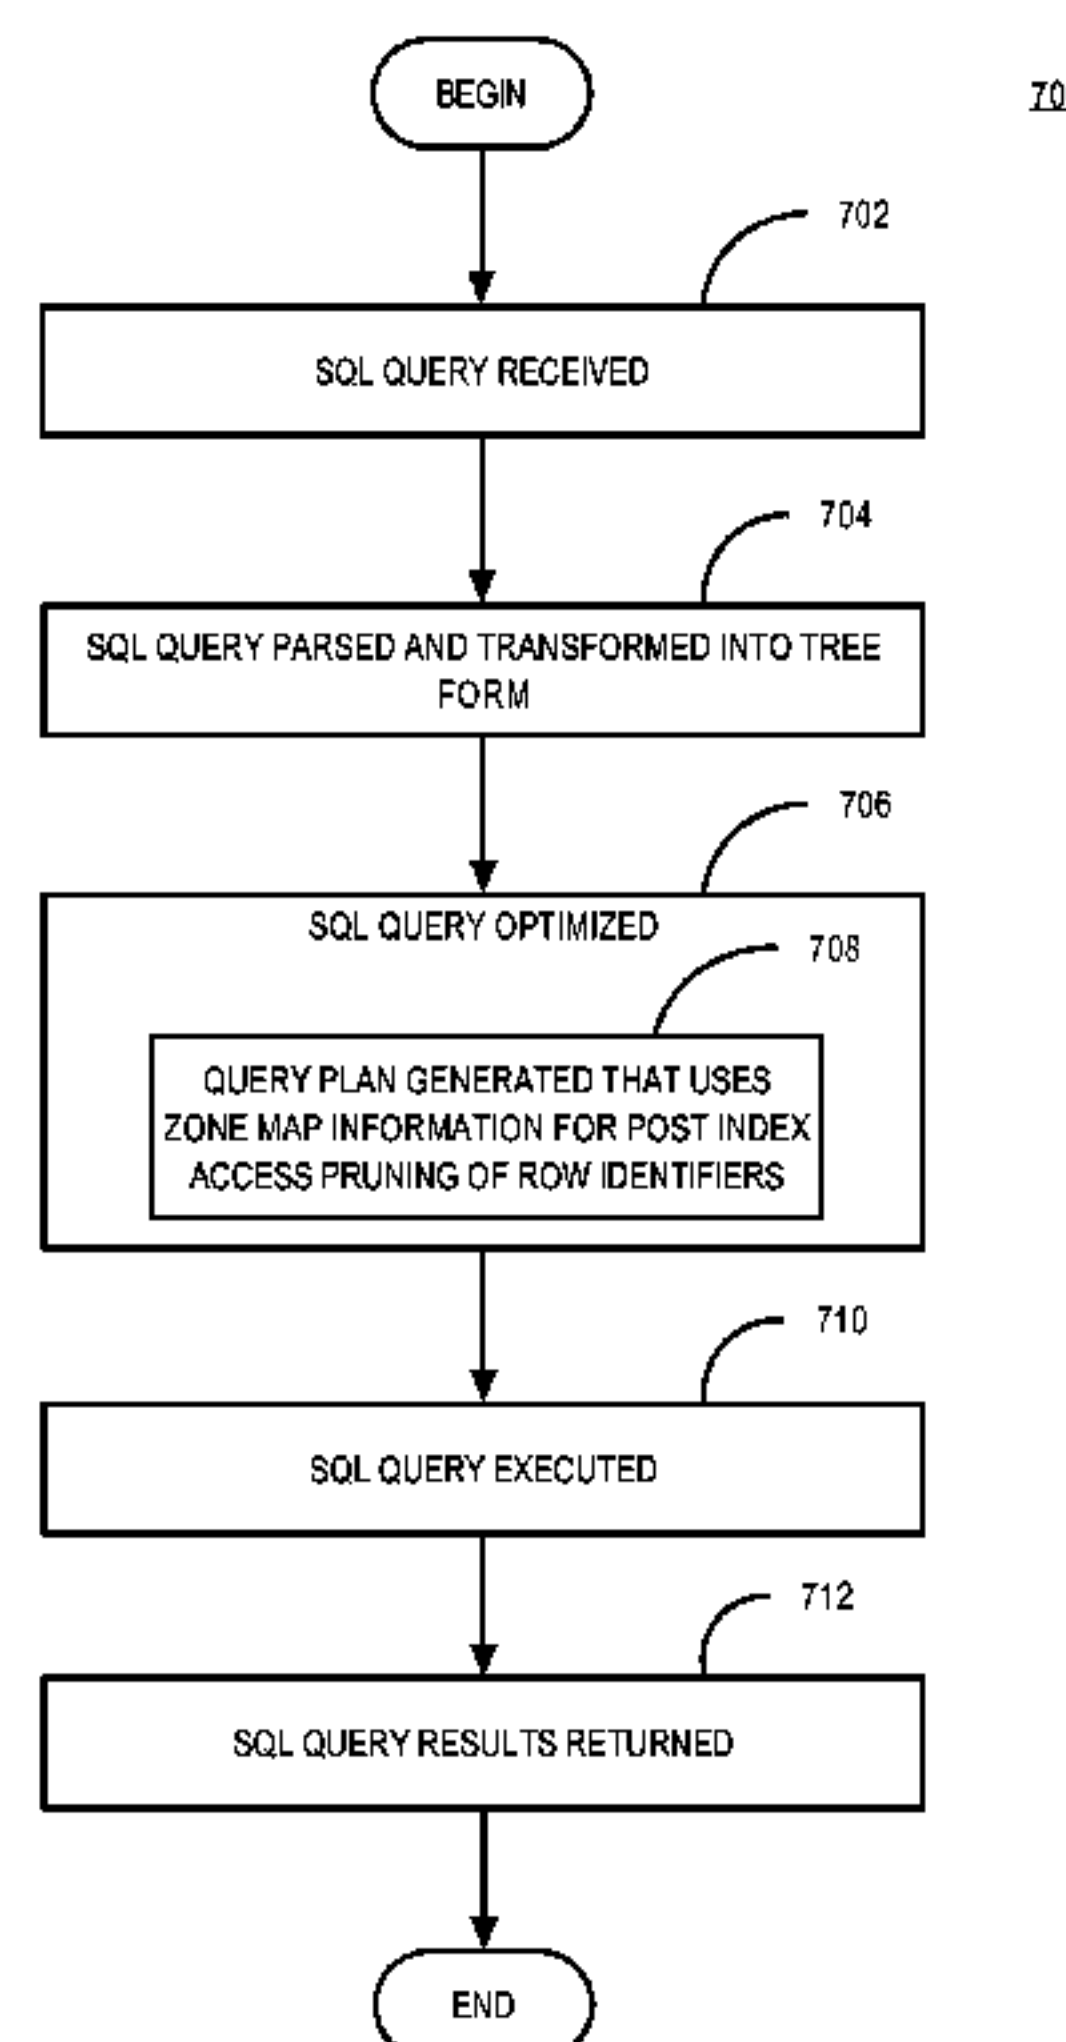 BEGIN
70
702
SQL QUERY RECEIVED
704
SQL QUERY PARSED AND TRANSFORMED INTO TREE
FORM
706
SQL QUERY OPTIMIZED
708
QUERY PLAN GENERATED THAT USES
ZONE MAP INFORMATION FOR POST INDEX
ACCESS PRUNING OF ROW IDENTIFIERS
710
SQL QUERY EXECUTED
712
SQL QUERY RESULTS RETURNED
END